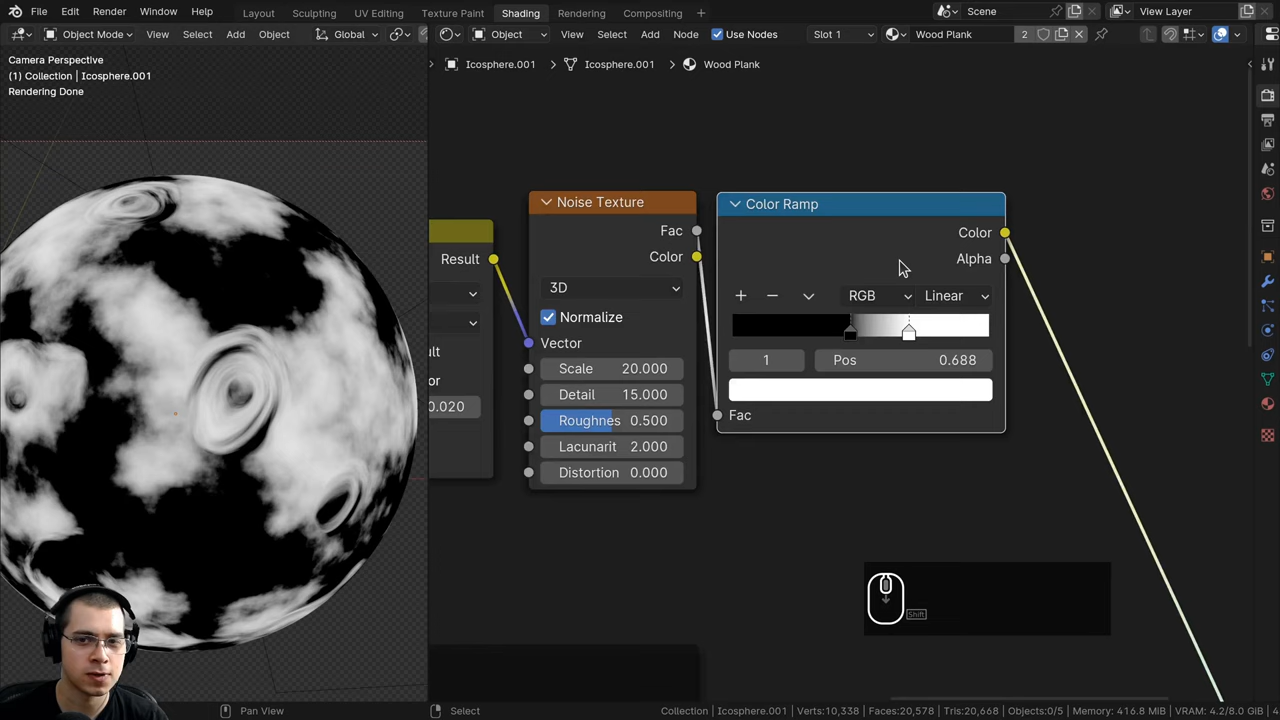 File Edit Render Window Help Layout Sculpting UV Editing Texture Paint Shading Rendering Compositing + Scene View Layer
Object Mode View Select Add Object Global Object View Select Add Node Use Nodes Slot 1 Wood Plank 2
Camera Perspective
(1) Collection | Icosphere.001
Rendering Done
Icosphere.001 Icosphere.001 Wood Plank
Result
0.020
Noise Texture
Fac
Color
3D
Normalize
Vector
Scale 20.000
Detail 15.000
Roughnes 0.500
Lacunarit 2.000
Distortion 0.000
Color Ramp
Color
Alpha
RGB Linear
1 Pos 0.688
Fac
Shift
Pan View Select Collection | Icosphere.001 | Verts:10,338 | Faces:20,578 | Tris:20,668 | Objects:0/5 | Memory: 416.8 MiB | VRAM: 4.2/8.0 GiB | 4